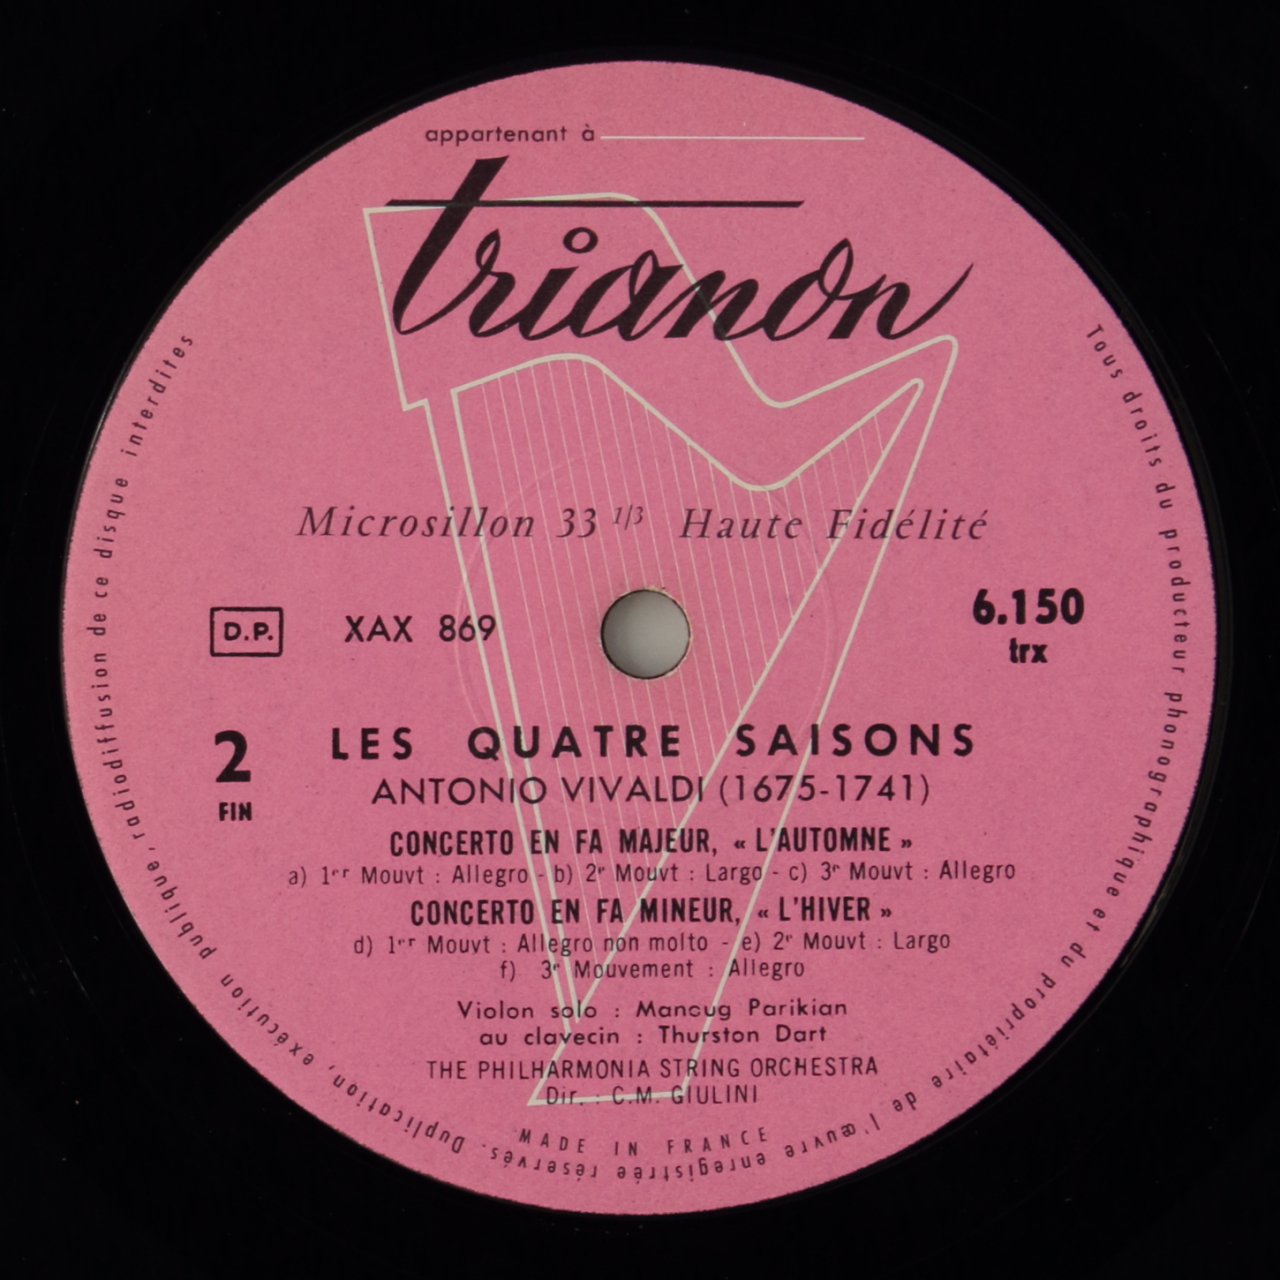 appartenant à
trianon
Microsillon 33 1/3 Haute Fidélité
D.P.
XAX 869
6.150
trx
2
FIN
LES QUATRE SAISONS
ANTONIO VIVALDI (1675-1741)
CONCERTO EN FA MAJEUR, « L'AUTOMNE »
a) 1er Mouvt : Allegro - b) 2e Mouvt : Largo - c) 3e Mouvt : Allegro
CONCERTO EN FA MINEUR, « L'HIVER »
d) 1er Mouvt : Allegro non molto - e) 2e Mouvt : Largo
f) 3e Mouvement : Allegro
Violon solo : Manoug Parikian
au clavecin : Thurston Dart
THE PHILHARMONIA STRING ORCHESTRA
Dir. : C.M. GIULINI
MADE IN FRANCE
Tous droits du producteur phonographique et du propriétaire de l'œuvre enregistrée réservés. Duplication, exécution publique, radiodiffusion de ce disque interdites